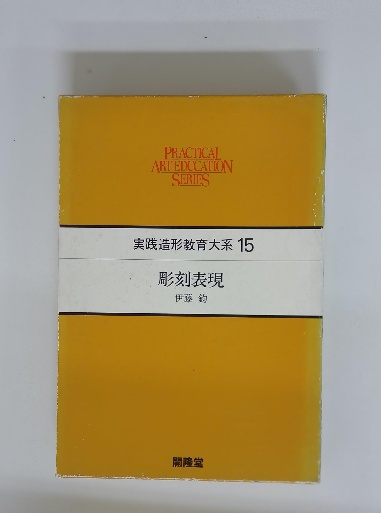 PRACTICAL
ART EDUCATION
SERIES
実践造形教育大系 15
彫刻表現
伊藤 鈞
開隆堂